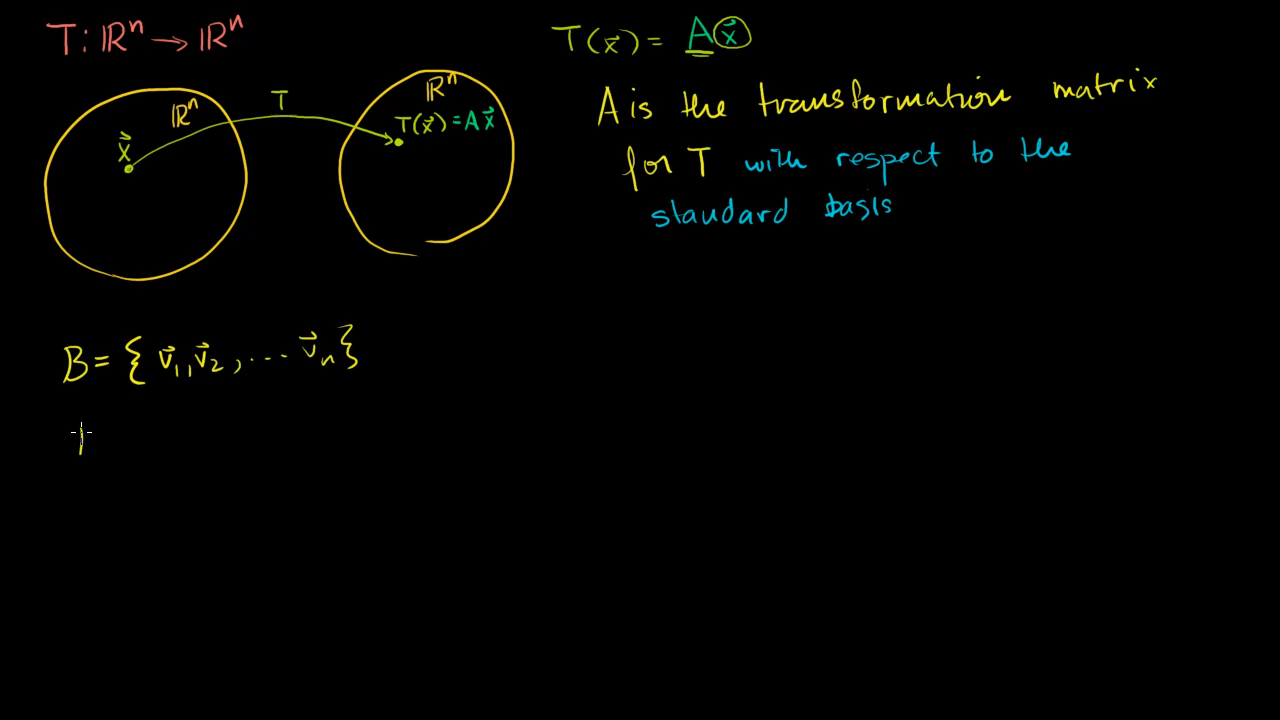 T: ℝⁿ → ℝⁿ
T(x⃗) = Ax⃗
ℝⁿ
T
ℝⁿ
x⃗
T(x⃗) = Ax⃗
A is the transformation matrix
for T with respect to the
standard basis
B = { v⃗₁, v⃗₂, ... v⃗ₙ}